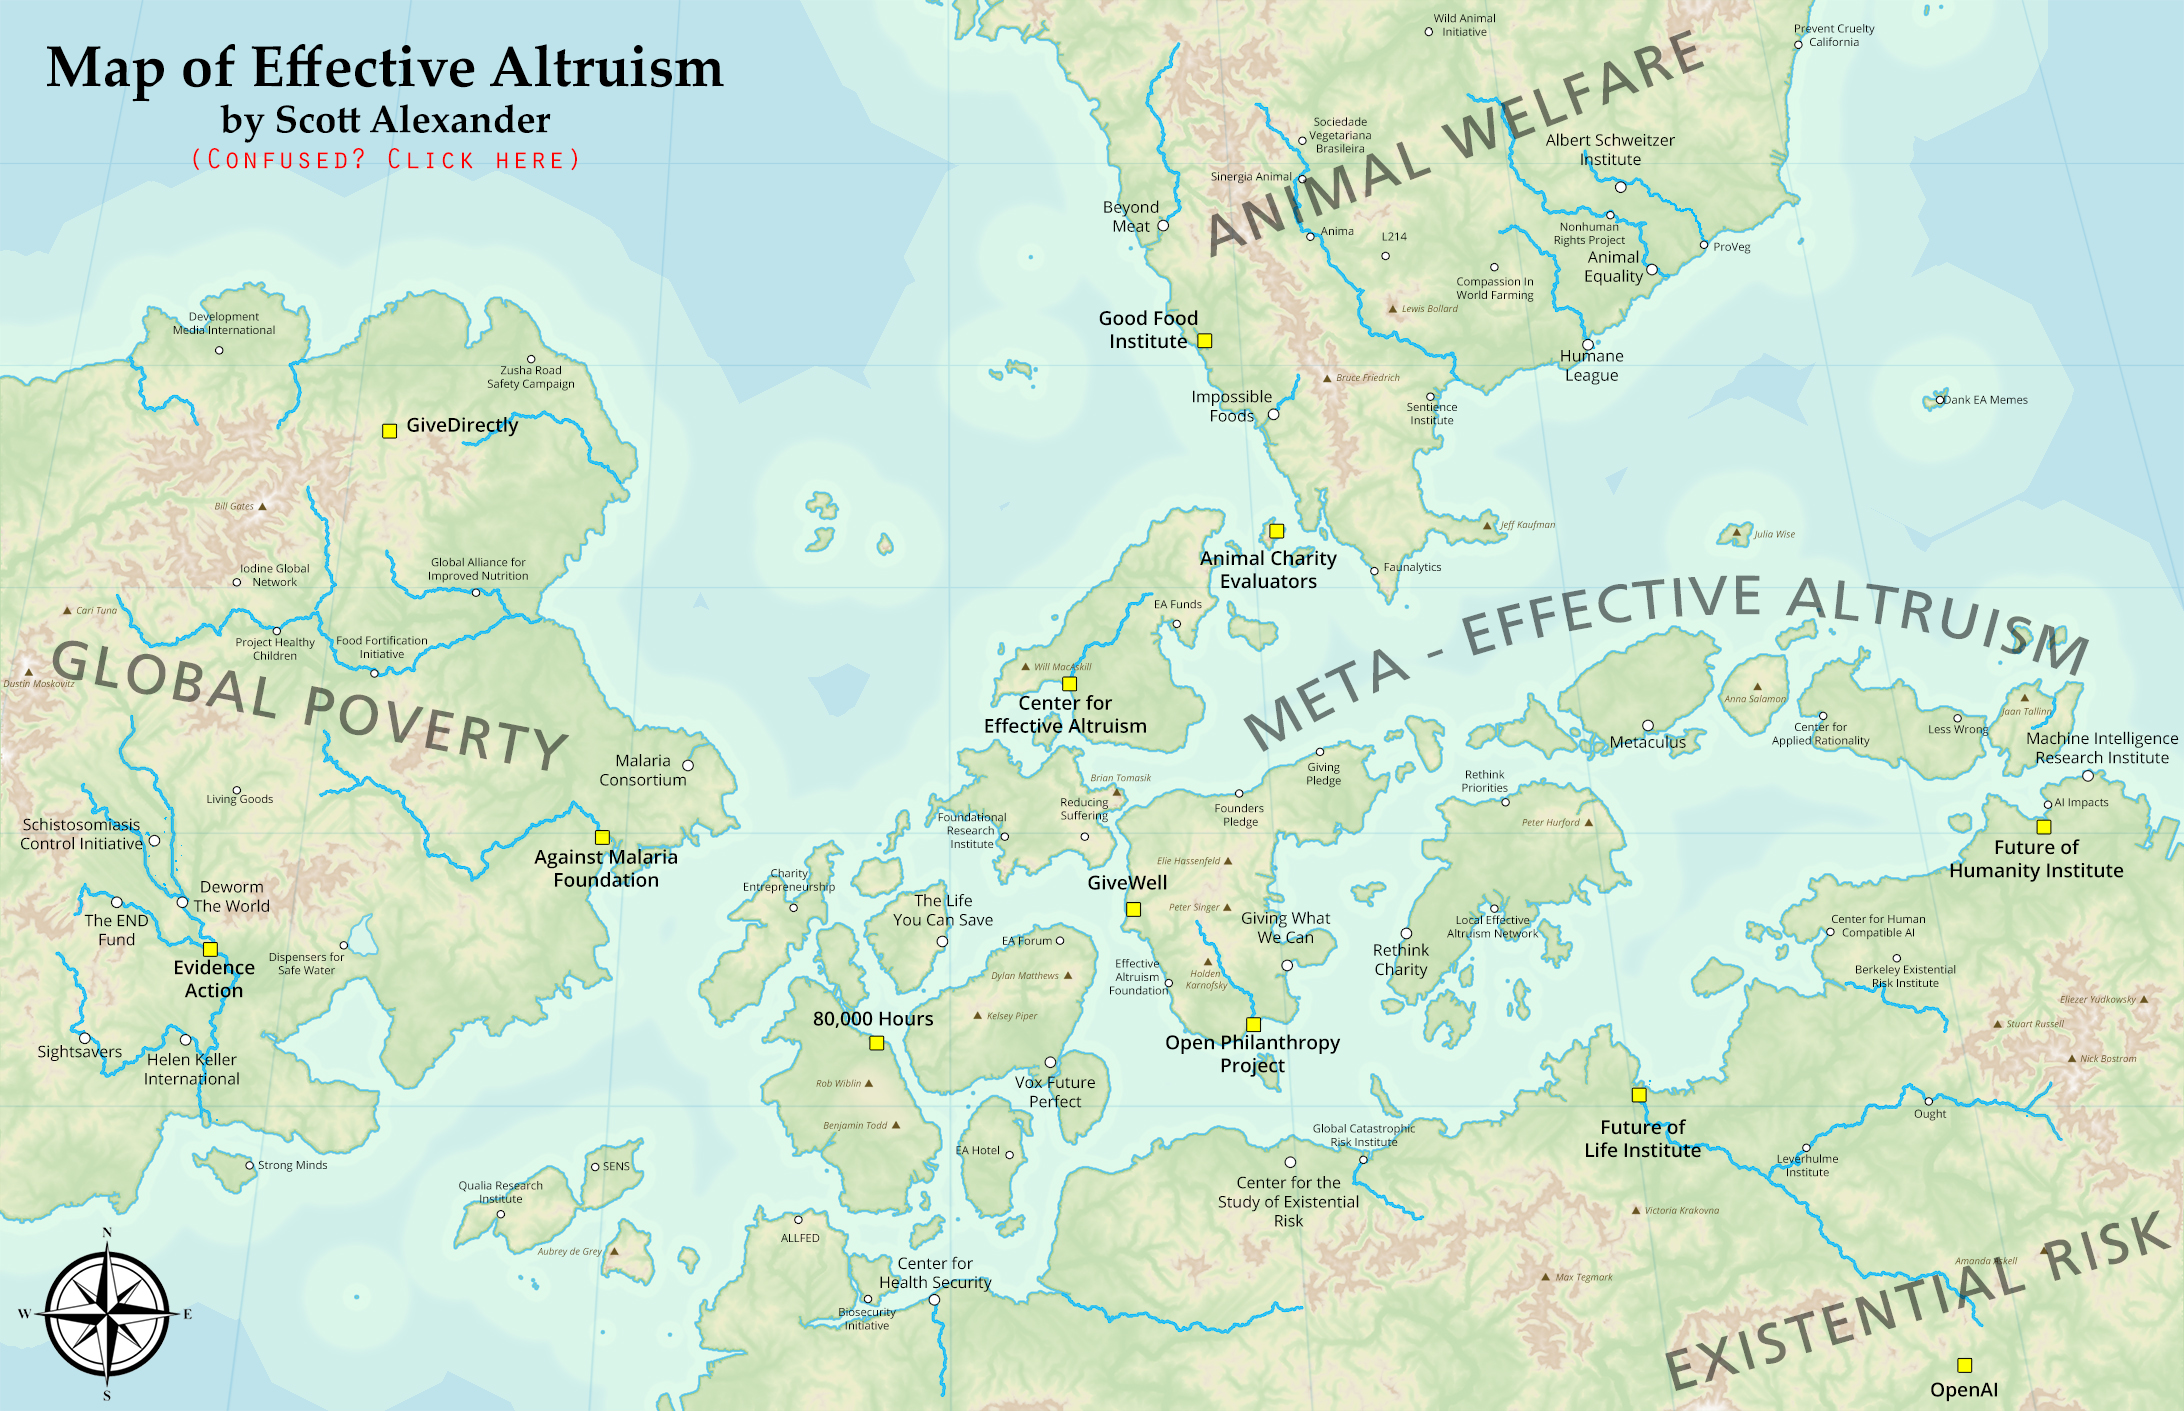 Map of Effective Altruism
by Scott Alexander
(Confused? Click here)
ANIMAL WELFARE
Wild Animal
Initiative
Prevent Cruelty
California
Sociedade
Vegetariana
Brasileira
Sinergia Animal
Albert Schweitzer
Institute
Beyond
Meat
Anima
L214
Nonhuman
Rights Project
Animal
Equality
ProVeg
Compassion In
World Farming
Lewis Bollard
Good Food
Institute
Humane
League
Bruce Friedrich
Impossible
Foods
Sentience
Institute
Dank EA Memes
Jeff Kaufman
Julia Wise
Animal Charity
Evaluators
Faunalytics
GLOBAL POVERTY
Development
Media International
Zusha Road
Safety Campaign
GiveDirectly
Bill Gates
Iodine Global
Network
Global Alliance for
Improved Nutrition
Cari Tuna
Project Healthy
Children
Food Fortification
Initiative
Dustin Moskovitz
Malaria
Consortium
Living Goods
Schistosomiasis
Control Initiative
Against Malaria
Foundation
Deworm
The World
The END
Fund
Evidence
Action
Dispensers for
Safe Water
Sightsavers
Helen Keller
International
Strong Minds
META - EFFECTIVE ALTRUISM
EA Funds
Will MacAskill
Center for
Effective Altruism
Brian Tomasik
Reducing
Suffering
Foundational
Research
Institute
Giving
Pledge
Founders
Pledge
Rethink
Priorities
Peter Hurford
Metaculus
Anna Salamon
Center for
Applied Rationality
Less Wrong
Jaan Tallinn
Machine Intelligence
Research Institute
AI Impacts
Future of
Humanity Institute
Charity
Entrepreneurship
The Life
You Can Save
EA Forum
Elie Hassenfeld
GiveWell
Peter Singer
Giving What
We Can
Effective
Altruism
Foundation
Holden
Karnofsky
Dylan Matthews
Kelsey Piper
Rethink
Charity
Local Effective
Altruism Network
80,000 Hours
Open Philanthropy
Project
Rob Wiblin
Vox Future
Perfect
Benjamin Todd
EA Hotel
SENS
Qualia Research
Institute
Aubrey de Grey
ALLFED
Center for
Health Security
Biosecurity
Initiative
EXISTENTIAL RISK
Center for Human
Compatible AI
Berkeley Existential
Risk Institute
Eliezer Yudkowsky
Stuart Russell
Nick Bostrom
Global Catastrophic
Risk Institute
Future of
Life Institute
Ought
Leverhulme
Institute
Center for the
Study of Existential
Risk
Victoria Krakovna
Max Tegmark
Amanda Askell
OpenAI
N
W
E
S